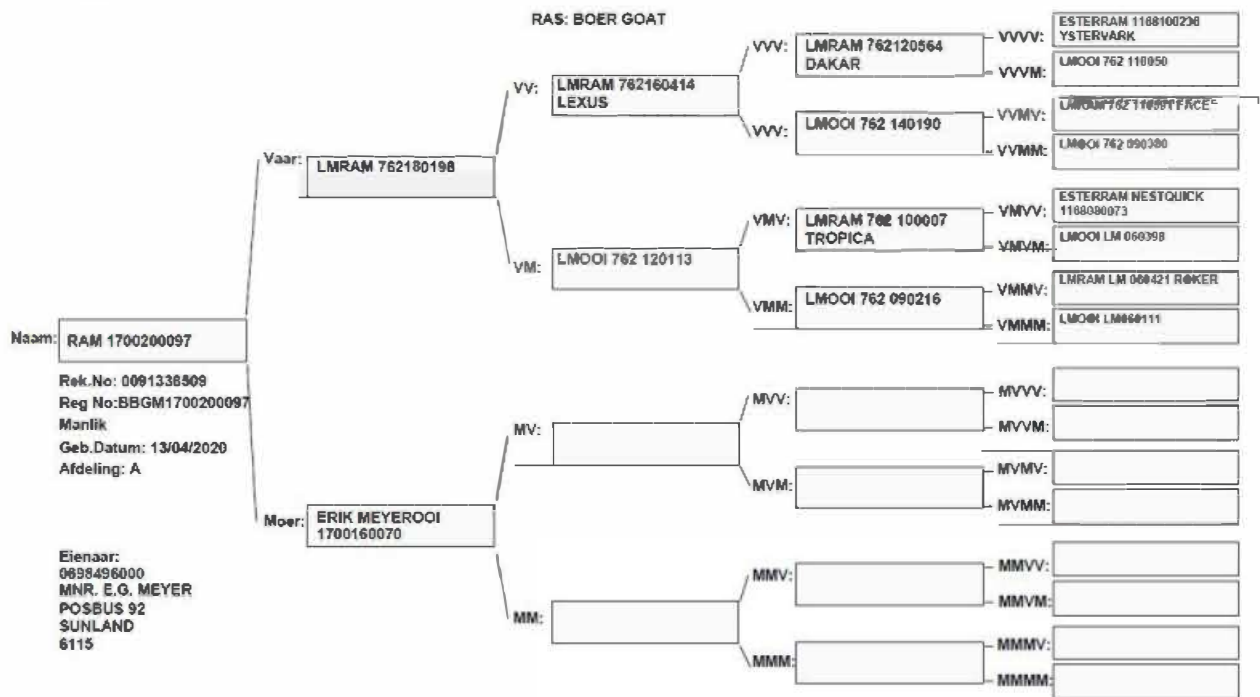 RAS: BOER GOAT
Naam: RAM 1700200097
Rek.No: 0091336509
Reg No:BBGM1700200097
Manlik
Geb.Datum: 13/04/2020
Afdeling: A
Eienaar:
0698496000
MNR. E.G. MEYER
POSBUS 92
SUNLAND
6115
Vaar: LMRAM 762180198
Moer: ERIK MEYEROOI
1700160070
VV: LMRAM 762160414
LEXUS
VM: LMOOI 762 120113
MV:
MM:
VVV: LMRAM 762120564
DAKAR
VVV: LMOOI 762 140190
VMV: LMRAM 762 100007
TROPICA
VMM: LMOOI 762 090216
MVV:
MVM:
MMV:
MMM:
VVVV: ESTERRAM 1168100236
YSTERVARK
VVVM: LMOOI 762 110050
VVMV:
VVMM: LMOOI 762 090380
VMVV: ESTERRAM NESTQUICK
1168080073
VMVM: LMOOI LM 060398
VMMV: LMRAM LM 060421 ROKER
VMMM: LMOOI LM060111
MVVV:
MVVM:
MVMV:
MVMM:
MMVV:
MMVM:
MMMV:
MMMM: